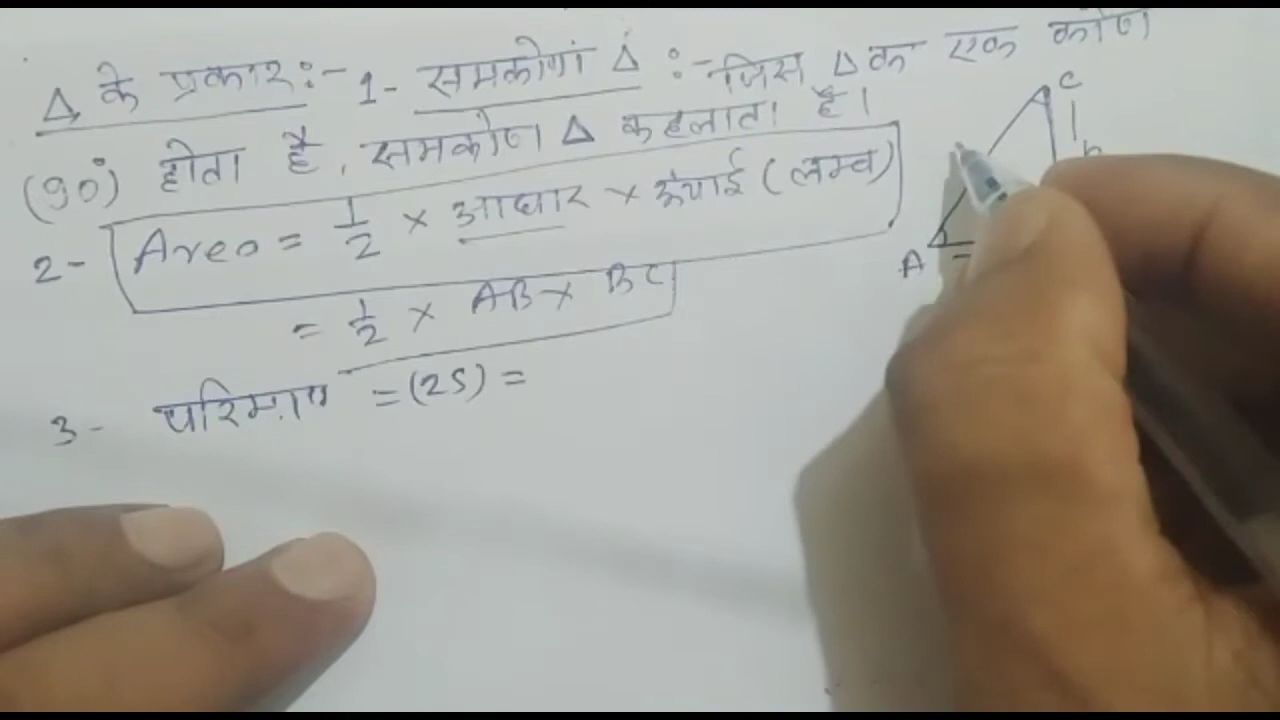 Δ के प्रकार:- 1- समकोण Δ :- जिस Δ क एक कोण
(90°) होता है, समकोण Δ कहलाता है।
2- Area = 1/2 × आधार × ऊंचाई (लम्ब)
= 1/2 × AB × BC
3- परिमाप = (2S) =
C
A